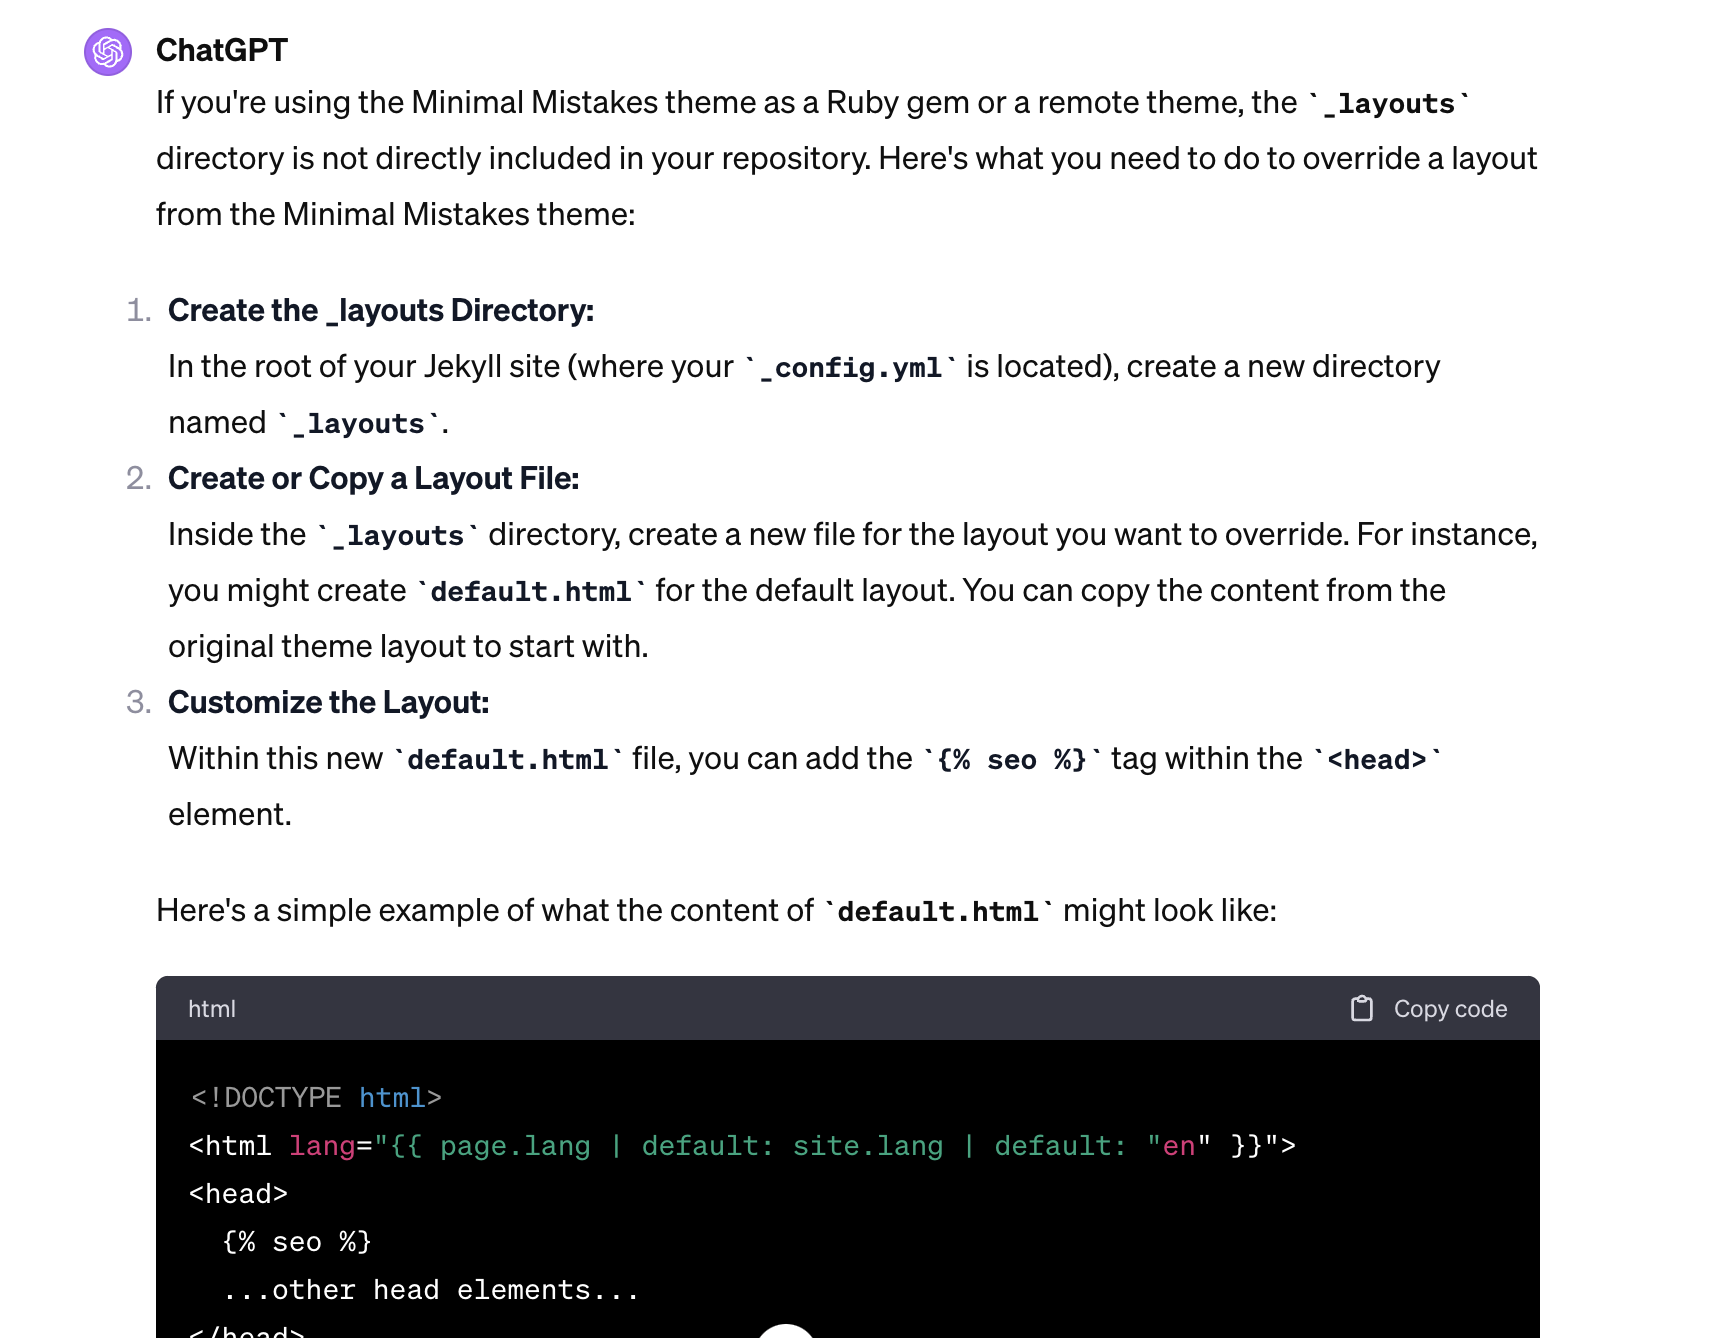 ChatGPT
If you're using the Minimal Mistakes theme as a Ruby gem or a remote theme, the `_layouts`
directory is not directly included in your repository. Here's what you need to do to override a layout
from the Minimal Mistakes theme:
1. Create the _layouts Directory:
In the root of your Jekyll site (where your `_config.yml` is located), create a new directory
named `_layouts`.
2. Create or Copy a Layout File:
Inside the `_layouts` directory, create a new file for the layout you want to override. For instance,
you might create `default.html` for the default layout. You can copy the content from the
original theme layout to start with.
3. Customize the Layout:
Within this new `default.html` file, you can add the `{% seo %}` tag within the `<head>`
element.
Here's a simple example of what the content of `default.html` might look like:
html Copy code
<!DOCTYPE html>
<html lang="{{ page.lang | default: site.lang | default: "en" }}">
<head>
  {% seo %}
  ...other head elements...
</head>